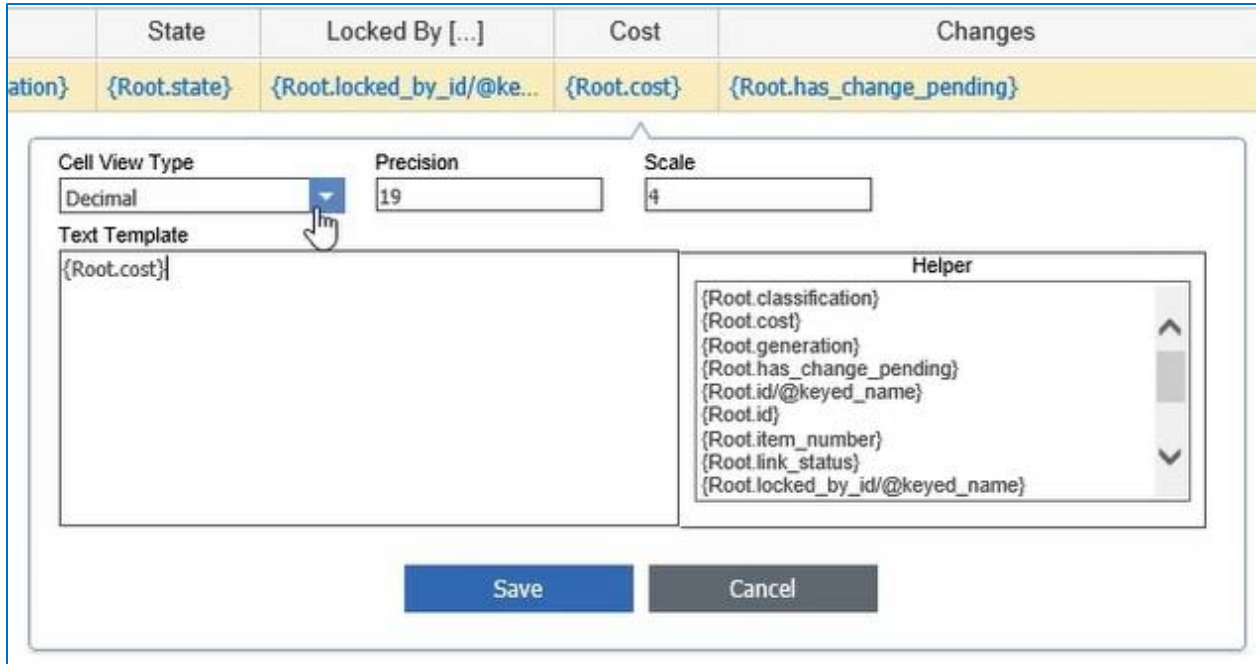 State Locked By [...] Cost Changes
ation} {Root.state} {Root.locked_by_id/@ke... {Root.cost} {Root.has_change_pending}
Cell View Type Precision Scale
Decimal 19 4
Text Template
{Root.cost}
Helper
{Root.classification}
{Root.cost}
{Root.generation}
{Root.has_change_pending}
{Root.id/@keyed_name}
{Root.id}
{Root.item_number}
{Root.link_status}
{Root.locked_by_id/@keyed_name}
Save Cancel